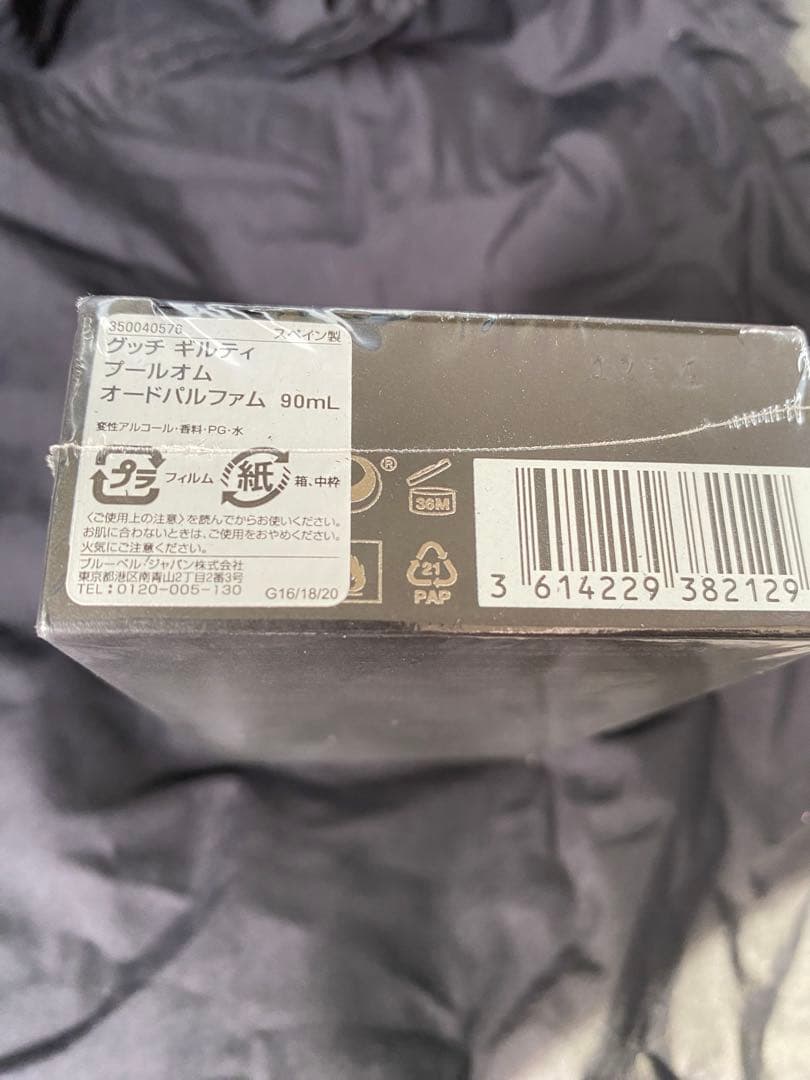 350040576 スペイン製
グッチ ギルティ
プールオム
オードパルファム 90mL
変性アルコール・香料・PG・水
プラ フィルム 紙 箱、中枠
〈ご使用上の注意〉を読んでからお使いください。
お肌に合わないときは、ご使用をおやめください。
火気にご注意ください。
ブルーベル・ジャパン株式会社
東京都港区南青山2丁目2番3号
TEL:0120-005-130 G16/18/20
®
36M
21
PAP
3 614229 382129